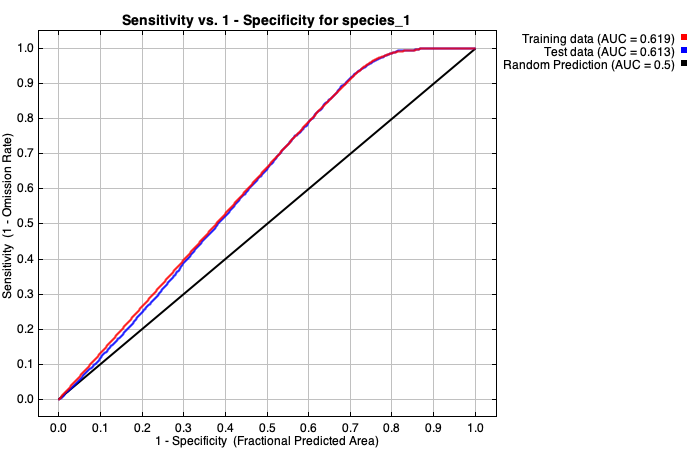 Sensitivity vs. 1 - Specificity for species_1
Training data (AUC = 0.619)
Test data (AUC = 0.613)
Random Prediction (AUC = 0.5)
Sensitivity (1 - Omission Rate)
1.0
0.9
0.8
0.7
0.6
0.5
0.4
0.3
0.2
0.1
0.0
0.0 0.1 0.2 0.3 0.4 0.5 0.6 0.7 0.8 0.9 1.0
1 - Specificity (Fractional Predicted Area)